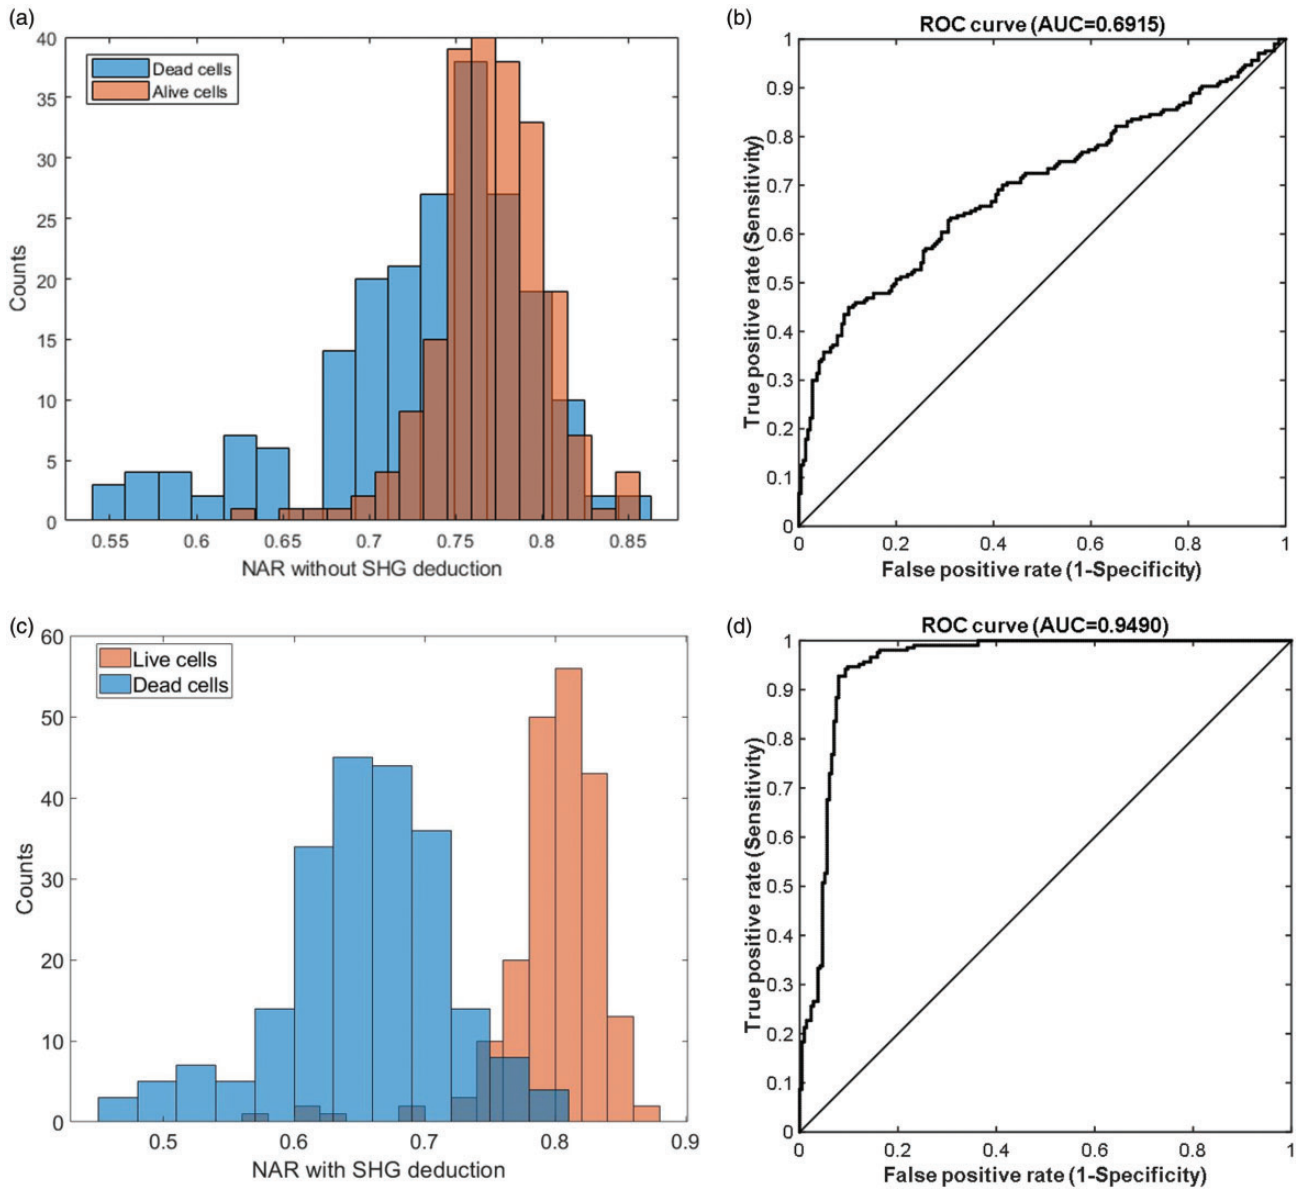 (a)
Dead cells
Alive cells
40
35
30
25
20
15
10
5
0
Counts
0.55 0.6 0.65 0.7 0.75 0.8 0.85
NAR without SHG deduction
(b)
ROC curve (AUC=0.6915)
1
0.9
0.8
0.7
0.6
0.5
0.4
0.3
0.2
0.1
0
True positive rate (Sensitivity)
0 0.2 0.4 0.6 0.8 1
False positive rate (1-Specificity)
(c)
Live cells
Dead cells
60
50
40
30
20
10
0
Counts
0.5 0.6 0.7 0.8 0.9
NAR with SHG deduction
(d)
ROC curve (AUC=0.9490)
1
0.9
0.8
0.7
0.6
0.5
0.4
0.3
0.2
0.1
0
True positive rate (Sensitivity)
0 0.2 0.4 0.6 0.8 1
False positive rate (1-Specificity)